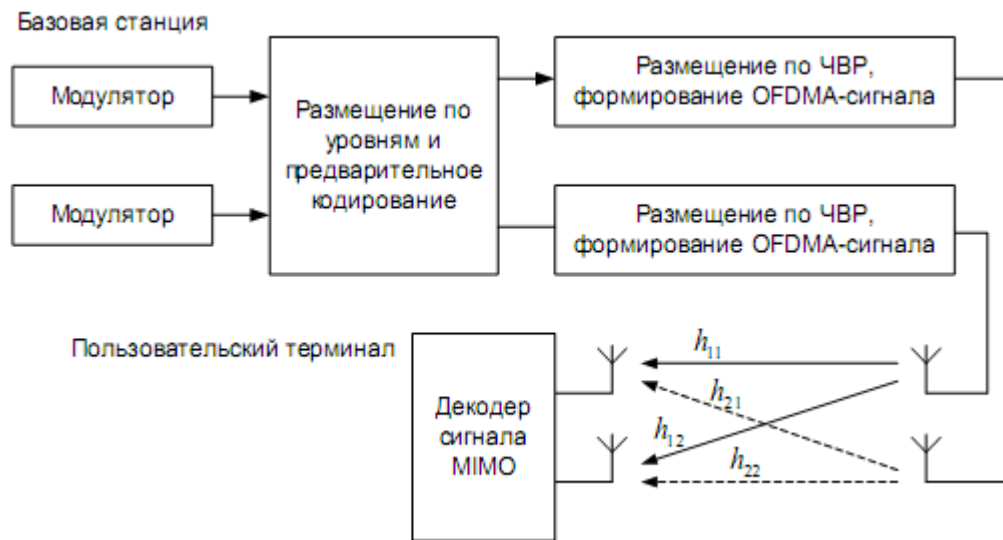 Базовая станция
Модулятор
Модулятор
Размещение по
уровням и
предварительное
кодирование
Размещение по ЧВР,
формирование OFDMA-сигнала
Размещение по ЧВР,
формирование OFDMA-сигнала
Пользовательский терминал
Декодер
сигнала
MIMO
h₁₁
h₂₁
h₁₂
h₂₂